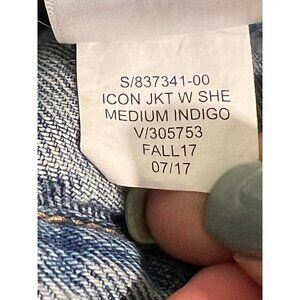 S/837341-00
ICON JKT W SHE
MEDIUM INDIGO
V/305753
FALL17
07/17